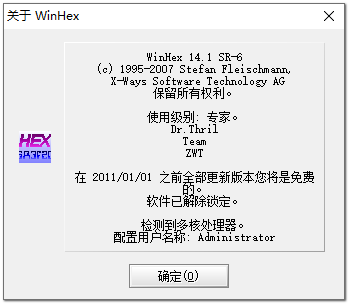 关于 WinHex
WinHex 14.1 SR-6
(c) 1995-2007 Stefan Fleischmann,
X-Ways Software Technology AG
保留所有权利。
使用级别: 专家。
Dr.Thril
Team
ZWT
在 2011/01/01 之前全部更新版本您将是免费
的。
软件已解除锁定。
检测到多核处理器。
配置用户名称: Administrator
HEX
确定(O)